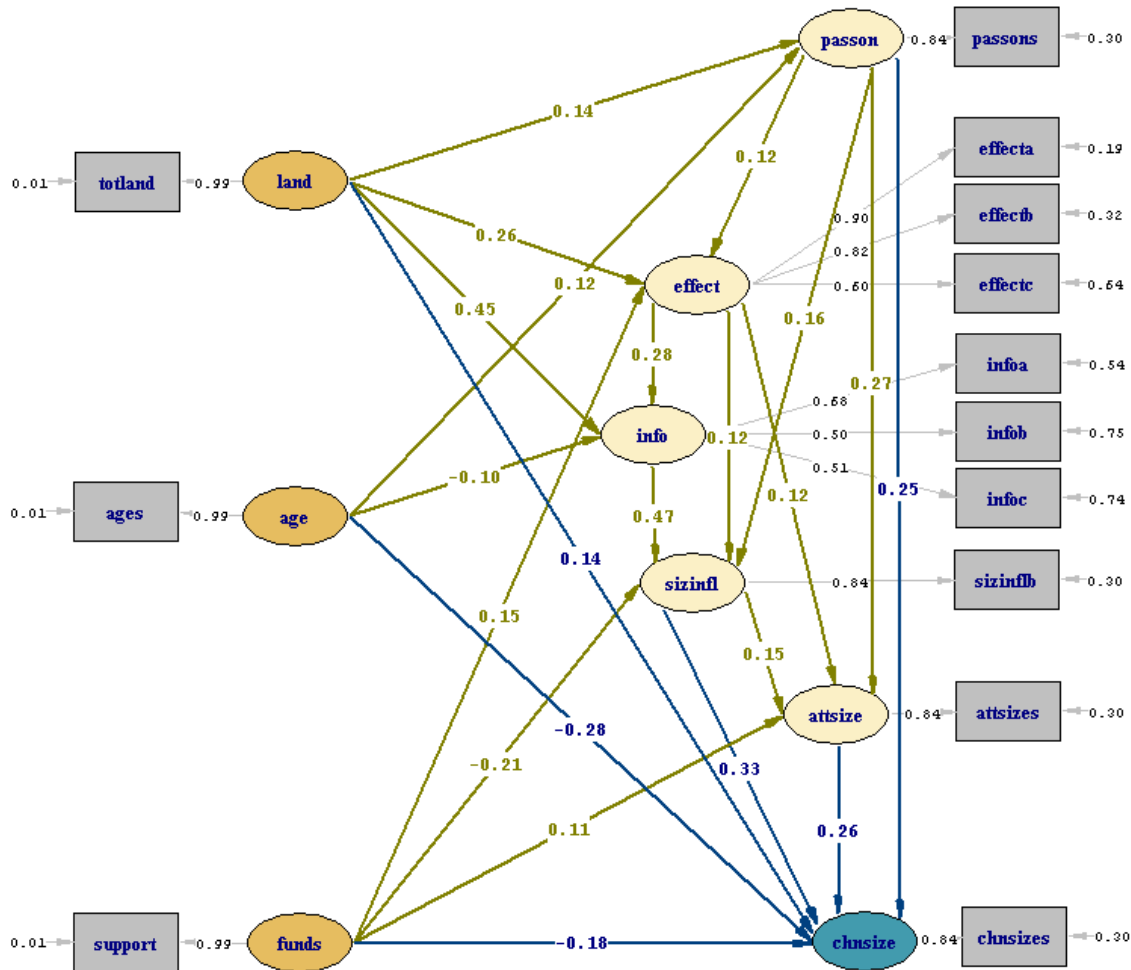 passon
0.84
passons
0.30
0.14
effecta
0.19
0.01
totland
0.99
land
0.12
0.90
effectb
0.32
0.26
0.82
effect
0.60
effectc
0.64
0.12
0.45
0.16
0.28
infoa
0.54
0.68
0.27
info
0.12
0.50
infob
0.75
-0.10
0.51
0.25
infoc
0.74
0.12
0.01
ages
0.99
age
0.47
0.14
sizinfl
0.84
sizinflb
0.30
0.15
0.15
attsize
0.84
attsizes
0.30
-0.28
-0.21
0.33
0.11
0.26
0.01
support
0.99
funds
-0.18
chnsize
0.84
chnsizes
0.30